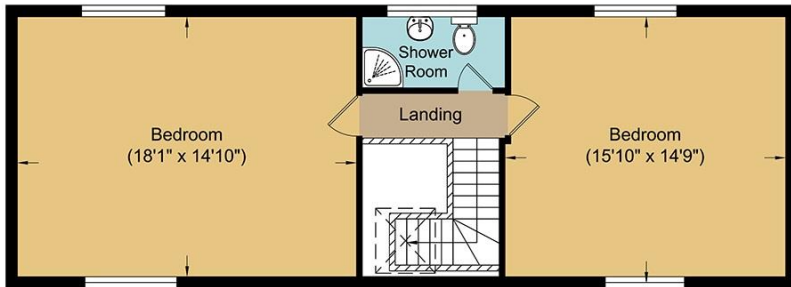 Shower
Room
Landing
Bedroom
(18'1" x 14'10")
Bedroom
(15'10" x 14'9")